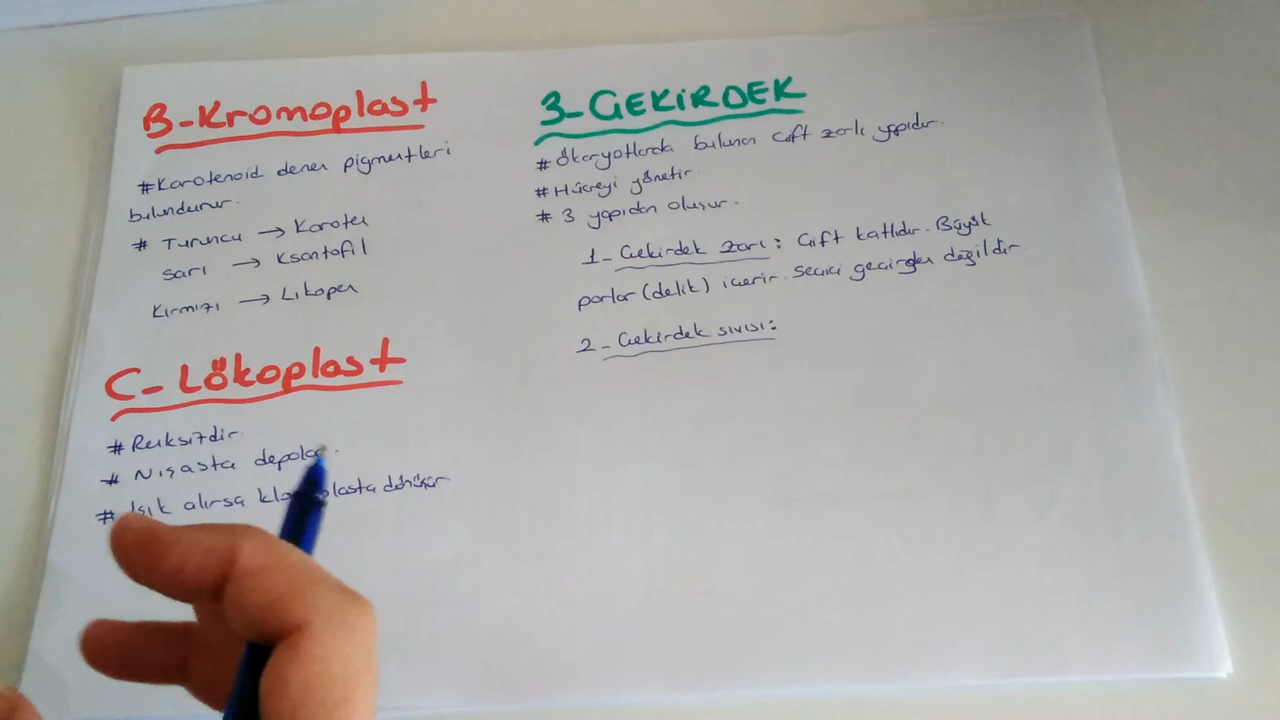 B-Kromoplast
#Karotenoid denen pigmentleri
bulundurur.
# Turuncu → Karoten
sarı → Ksantofil
Kırmızı → Likopen
C- Lökoplast
#Renksizdir.
# Nişasta depolar.
# Işık alırsa kloroplasta dönüşür
3-ÇEKİRDEK
# Ökaryotlarda bulunan Çift zarlı yapıdır.
# Hücreyi yönetir.
# 3 yapıdan oluşur.
1- Çekirdek zarı: Çift katlıdır. Büyük
porlar (delik) içerir. Seçici geçirgen değildir.
2- Çekirdek sıvısı: